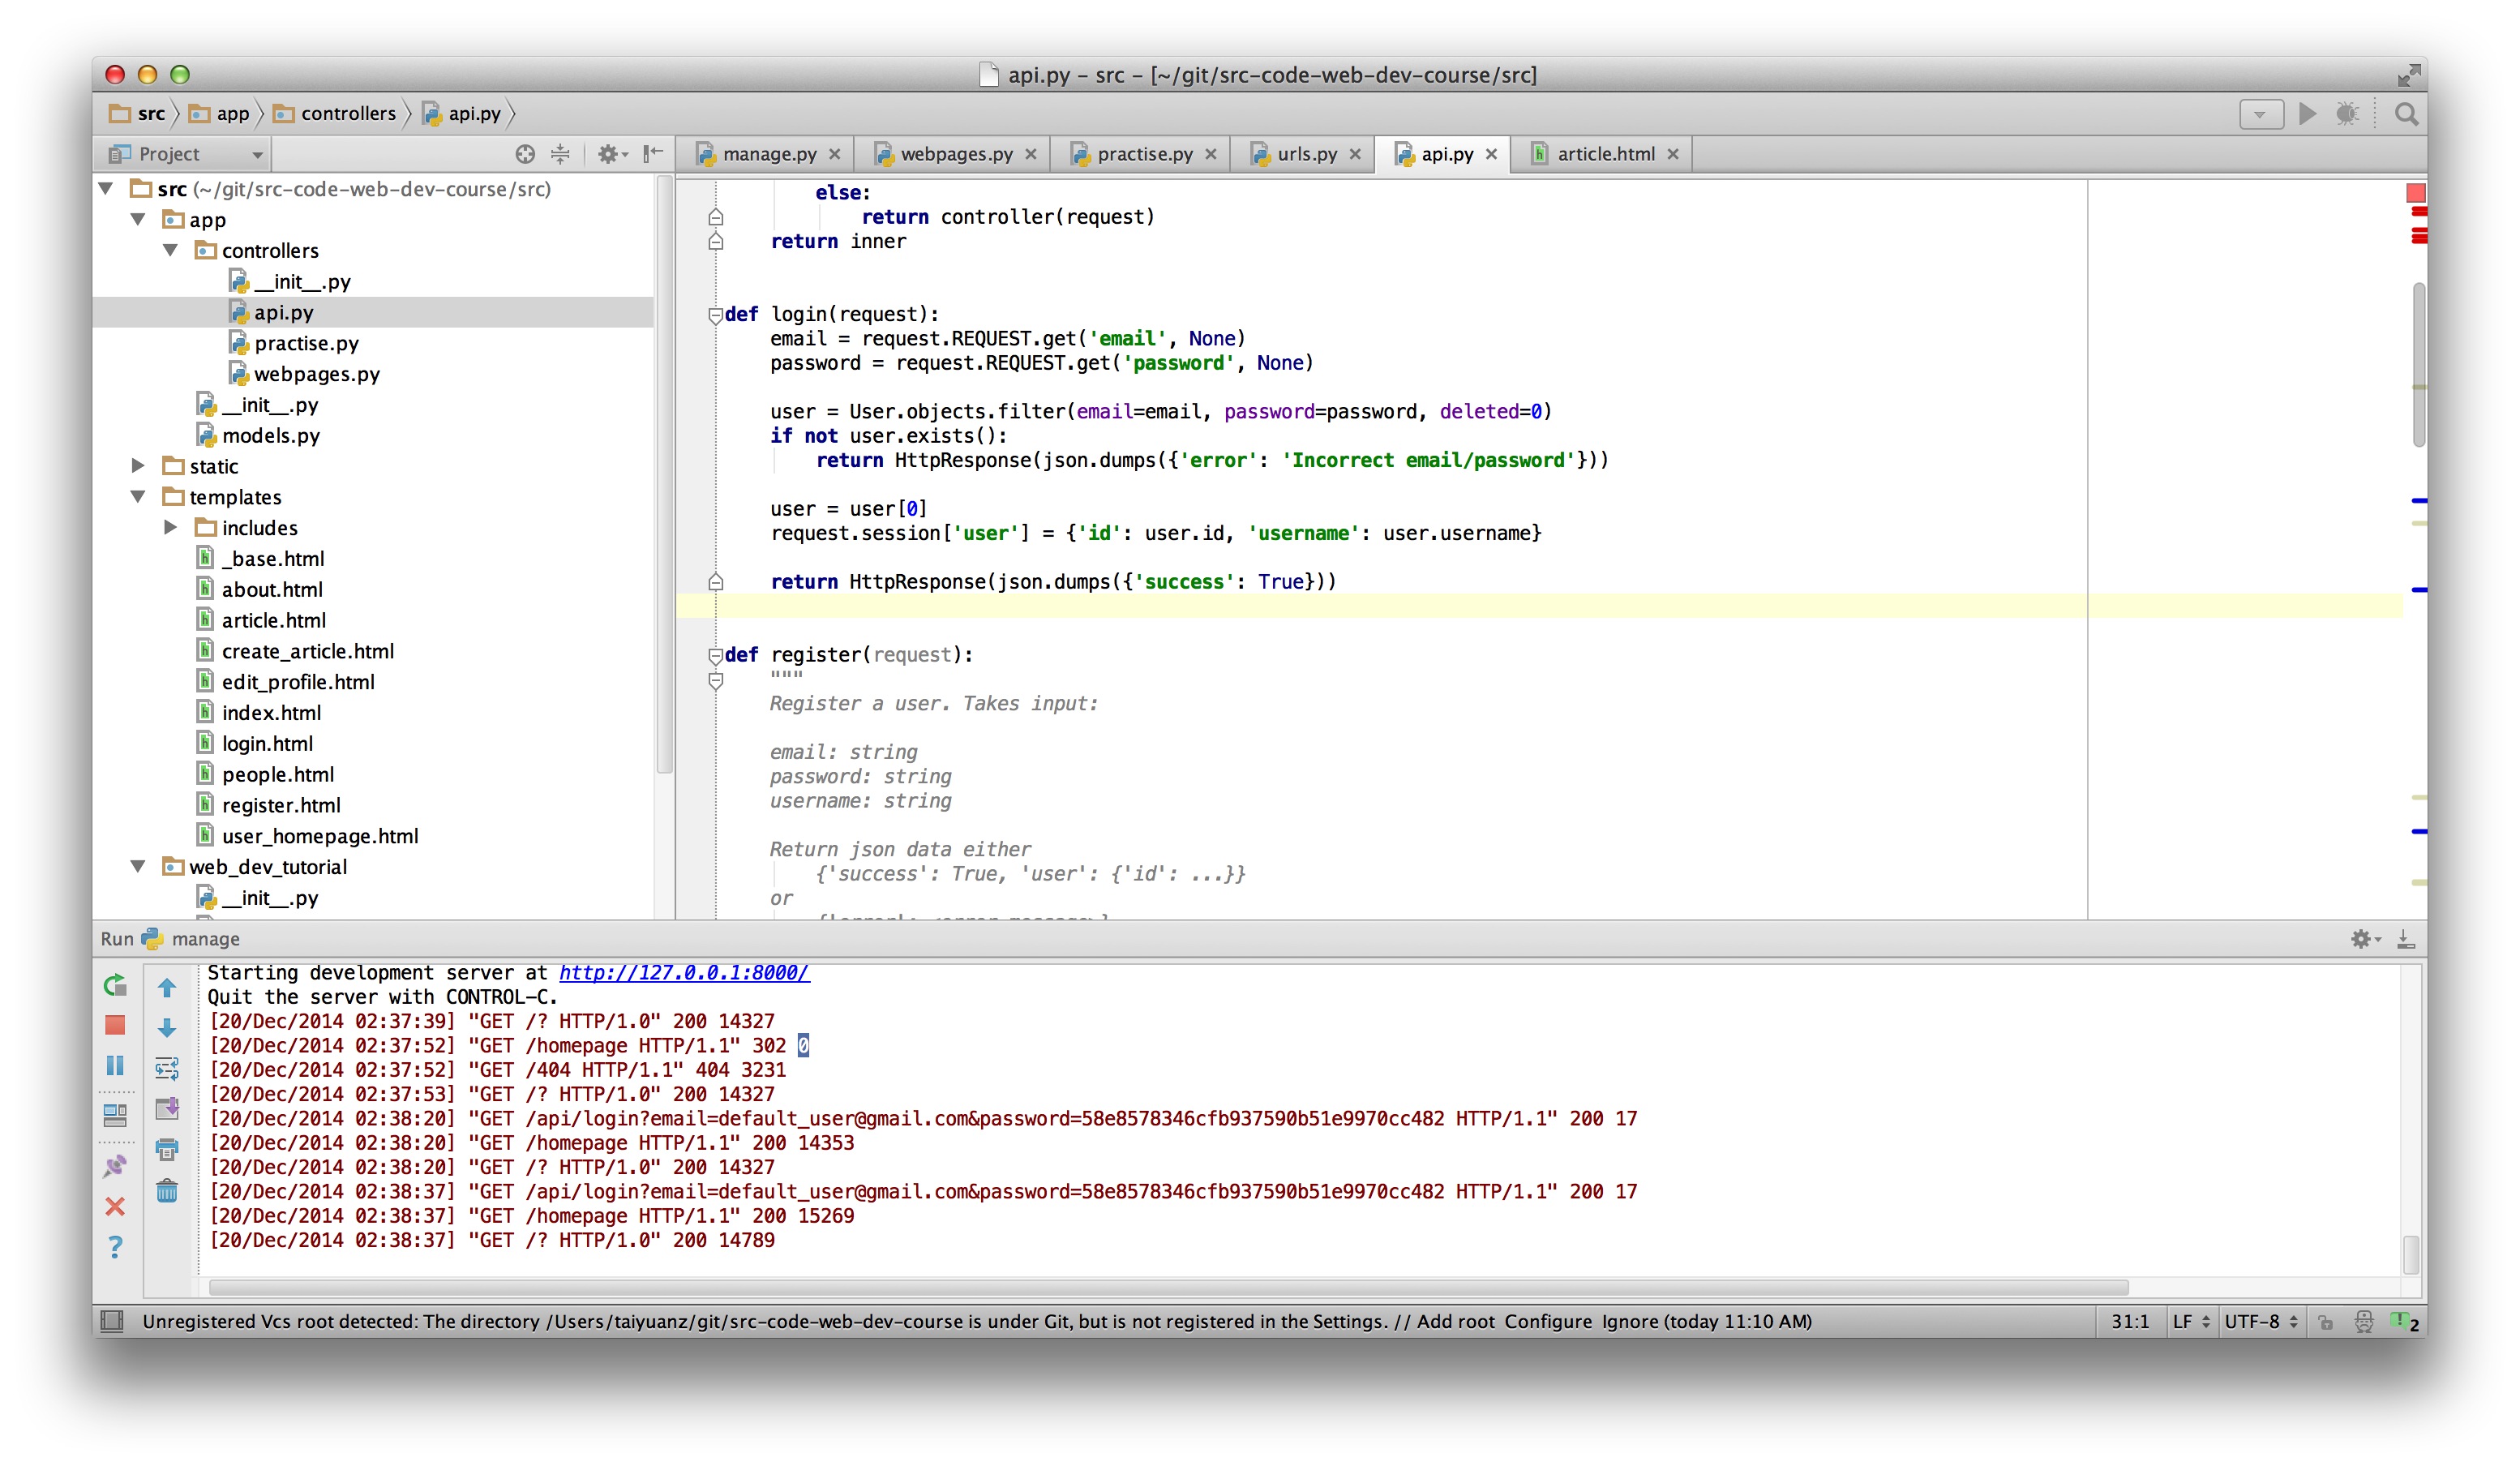 api.py – src – [~/git/src-code-web-dev-course/src]
src app controllers api.py
Project
manage.py webpages.py practise.py urls.py api.py article.html
src (~/git/src-code-web-dev-course/src)
app
controllers
__init__.py
api.py
practise.py
webpages.py
__init__.py
models.py
static
templates
includes
_base.html
about.html
article.html
create_article.html
edit_profile.html
index.html
login.html
people.html
register.html
user_homepage.html
web_dev_tutorial
__init__.py
else:
return controller(request)
return inner
def login(request):
email = request.REQUEST.get('email', None)
password = request.REQUEST.get('password', None)
user = User.objects.filter(email=email, password=password, deleted=0)
if not user.exists():
return HttpResponse(json.dumps({'error': 'Incorrect email/password'}))
user = user[0]
request.session['user'] = {'id': user.id, 'username': user.username}
return HttpResponse(json.dumps({'success': True}))
def register(request):
"""
Register a user. Takes input:
email: string
password: string
username: string
Return json data either
{'success': True, 'user': {'id': ...}}
or
Run manage
Starting development server at http://127.0.0.1:8000/
Quit the server with CONTROL-C.
[20/Dec/2014 02:37:39] "GET /? HTTP/1.0" 200 14327
[20/Dec/2014 02:37:52] "GET /homepage HTTP/1.1" 302 0
[20/Dec/2014 02:37:52] "GET /404 HTTP/1.1" 404 3231
[20/Dec/2014 02:37:53] "GET /? HTTP/1.0" 200 14327
[20/Dec/2014 02:38:20] "GET /api/login?email=default_user@gmail.com&password=58e8578346cfb937590b51e9970cc482 HTTP/1.1" 200 17
[20/Dec/2014 02:38:20] "GET /homepage HTTP/1.1" 200 14353
[20/Dec/2014 02:38:20] "GET /? HTTP/1.0" 200 14327
[20/Dec/2014 02:38:37] "GET /api/login?email=default_user@gmail.com&password=58e8578346cfb937590b51e9970cc482 HTTP/1.1" 200 17
[20/Dec/2014 02:38:37] "GET /homepage HTTP/1.1" 200 15269
[20/Dec/2014 02:38:37] "GET /? HTTP/1.0" 200 14789
Unregistered Vcs root detected: The directory /Users/taiyuanz/git/src-code-web-dev-course is under Git, but is not registered in the Settings. // Add root Configure Ignore (today 11:10 AM) 31:1 LF UTF-8 2